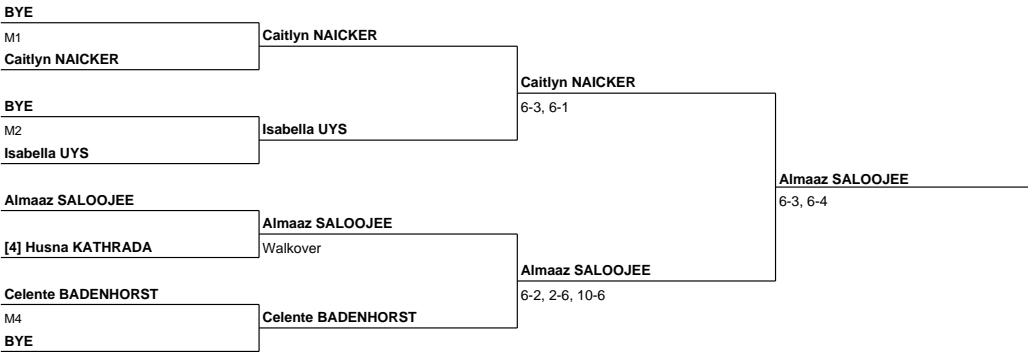 BYE
M1
Caitlyn NAICKER
BYE
M2
Isabella UYS
Almaaz SALOOJEE
[4] Husna KATHRADA
Celente BADENHORST
M4
BYE
Caitlyn NAICKER
Isabella UYS
Almaaz SALOOJEE
Walkover
Celente BADENHORST
Caitlyn NAICKER
6-3, 6-1
Almaaz SALOOJEE
6-2, 2-6, 10-6
Almaaz SALOOJEE
6-3, 6-4